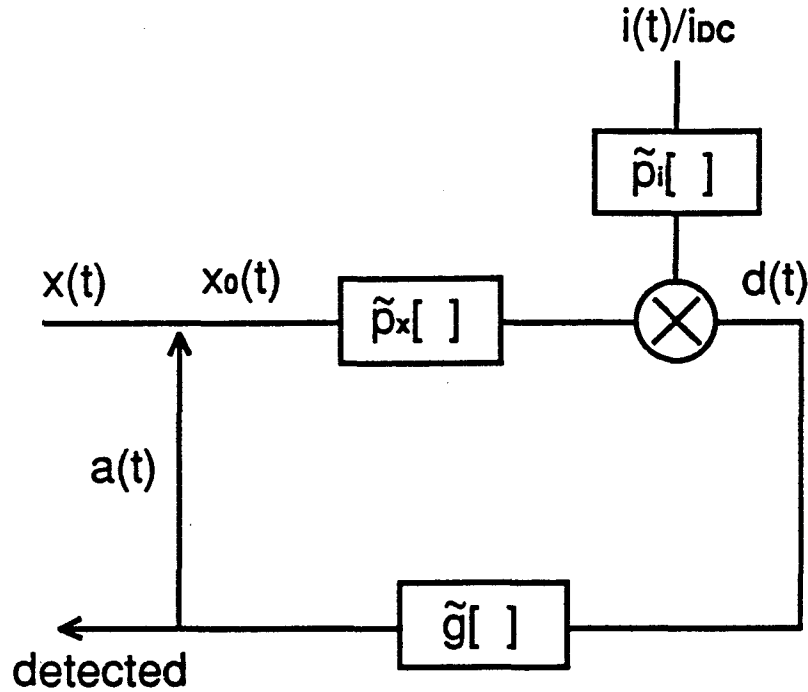 i(t)/iDC
p̃i[ ]
x(t)
x0(t)
p̃x[ ]
d(t)
a(t)
g̃[ ]
detected